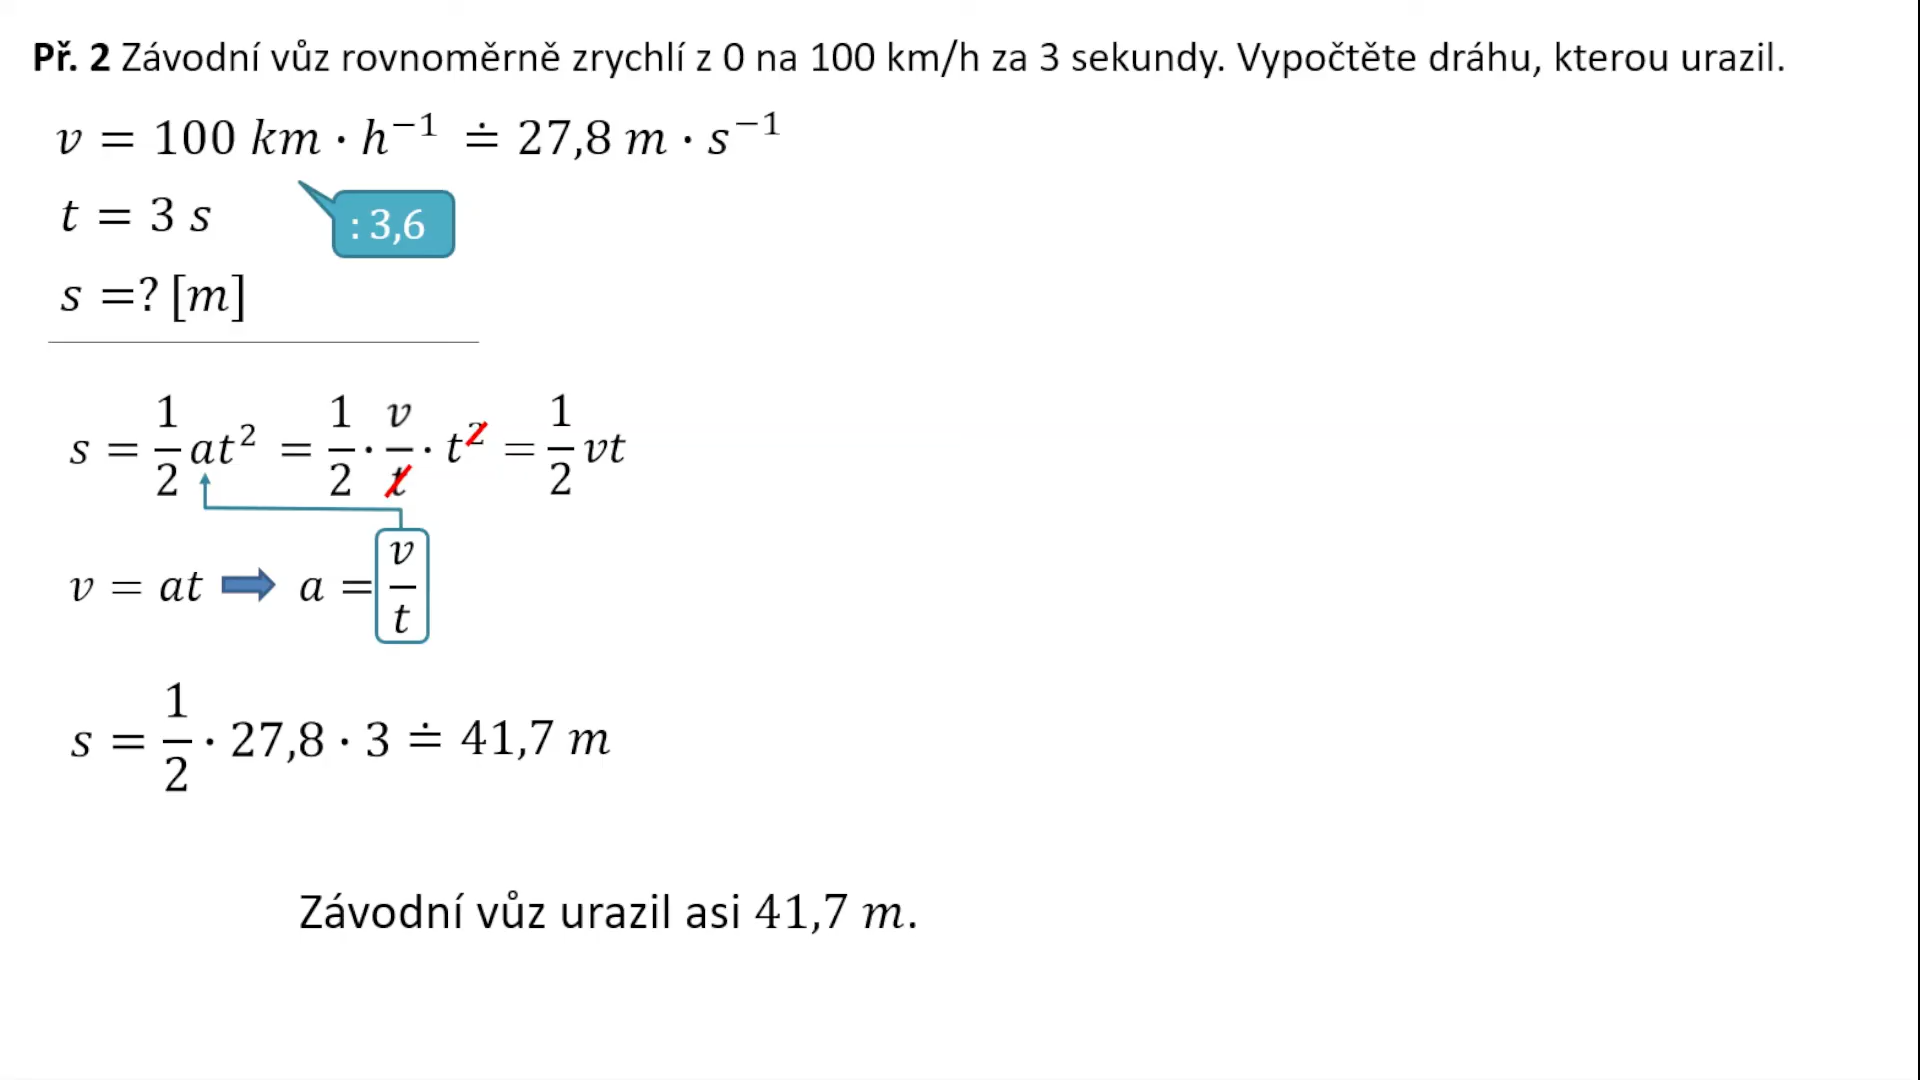 Př. 2 Závodní vůz rovnoměrně zrychlí z 0 na 100 km/h za 3 sekundy. Vypočtěte dráhu, kterou urazil.
v = 100 km · h⁻¹ ≐ 27,8 m · s⁻¹
: 3,6
t = 3 s
s =? [m]
s = 1/2 at² = 1/2 · v/t · t² = 1/2 vt
v = at ➡ a = v/t
s = 1/2 · 27,8 · 3 ≐ 41,7 m
Závodní vůz urazil asi 41,7 m.